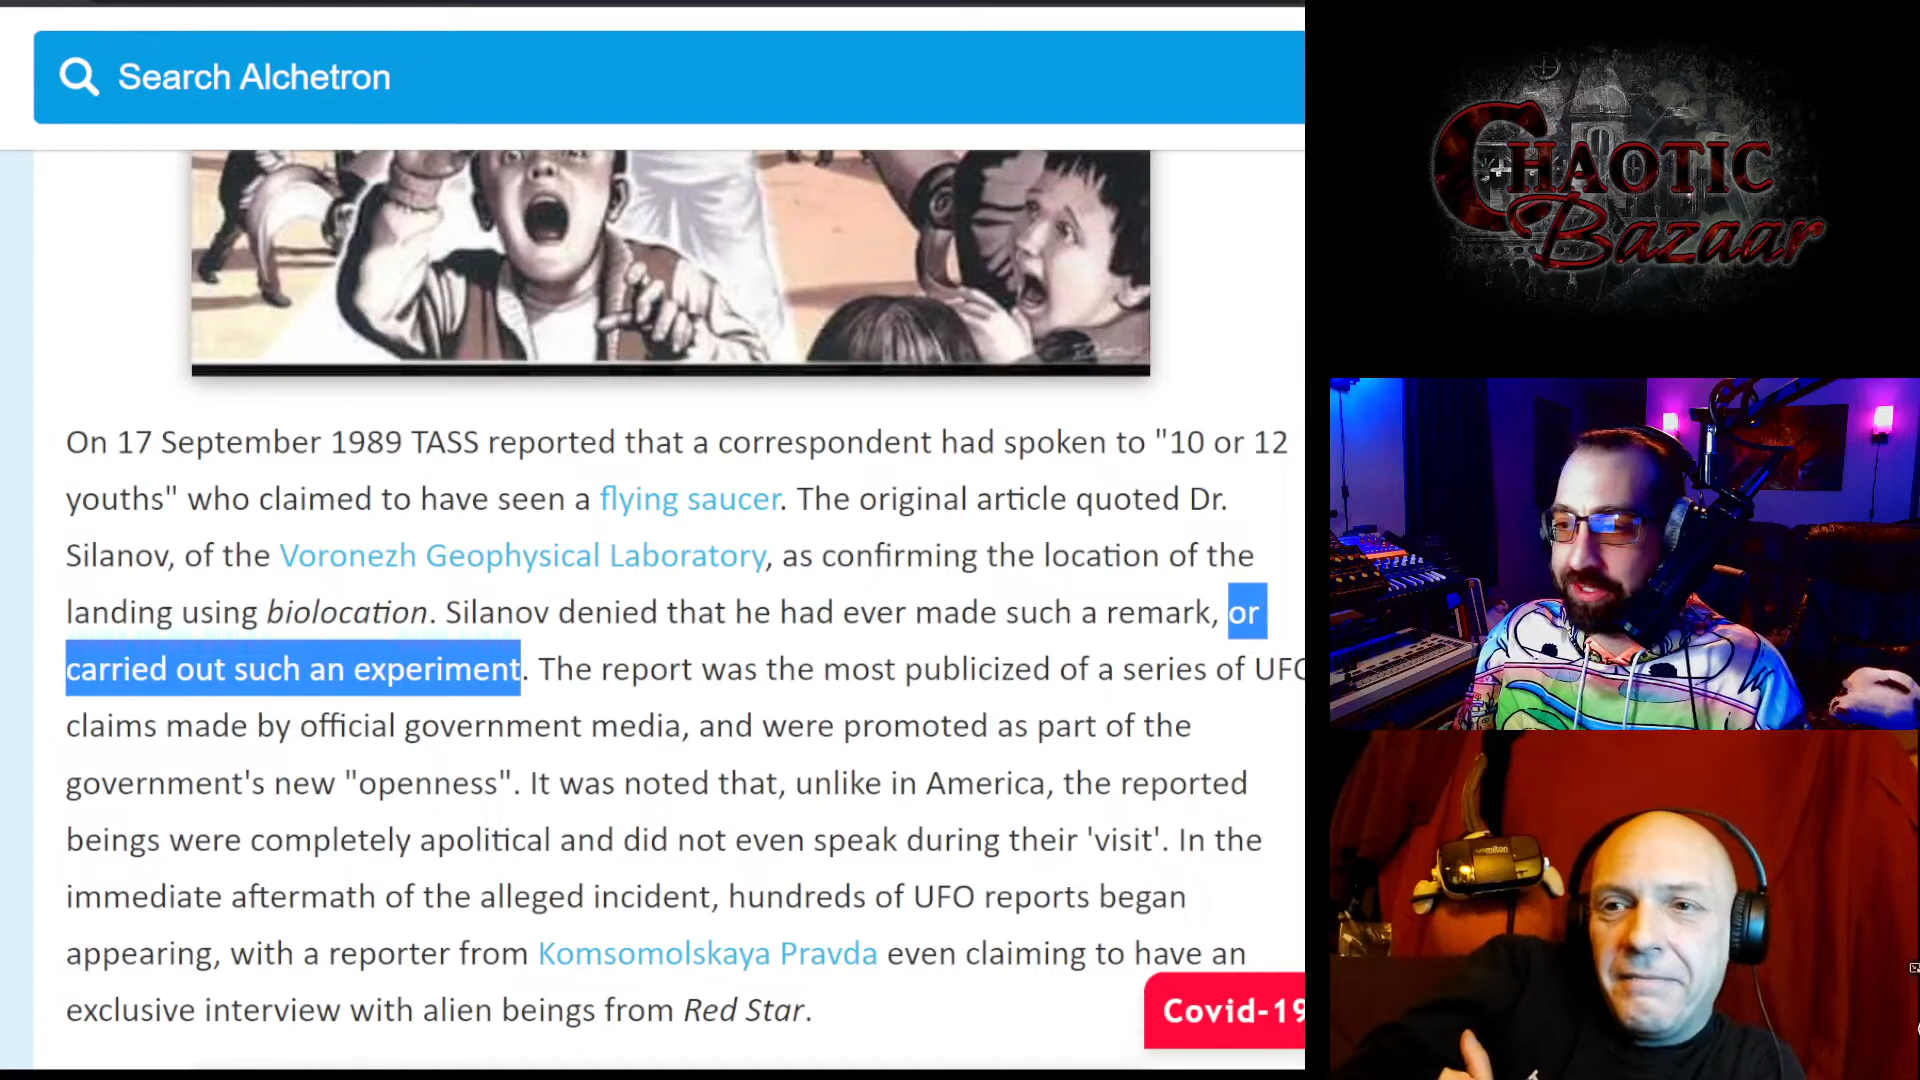 Search Alchetron
On 17 September 1989 TASS reported that a correspondent had spoken to "10 or 12
youths" who claimed to have seen a flying saucer. The original article quoted Dr.
Silanov, of the Voronezh Geophysical Laboratory, as confirming the location of the
landing using biolocation. Silanov denied that he had ever made such a remark, or
carried out such an experiment. The report was the most publicized of a series of UFO
claims made by official government media, and were promoted as part of the
government's new "openness". It was noted that, unlike in America, the reported
beings were completely apolitical and did not even speak during their 'visit'. In the
immediate aftermath of the alleged incident, hundreds of UFO reports began
appearing, with a reporter from Komsomolskaya Pravda even claiming to have an
exclusive interview with alien beings from Red Star.
Covid-19
CHAOTIC
Bazaar